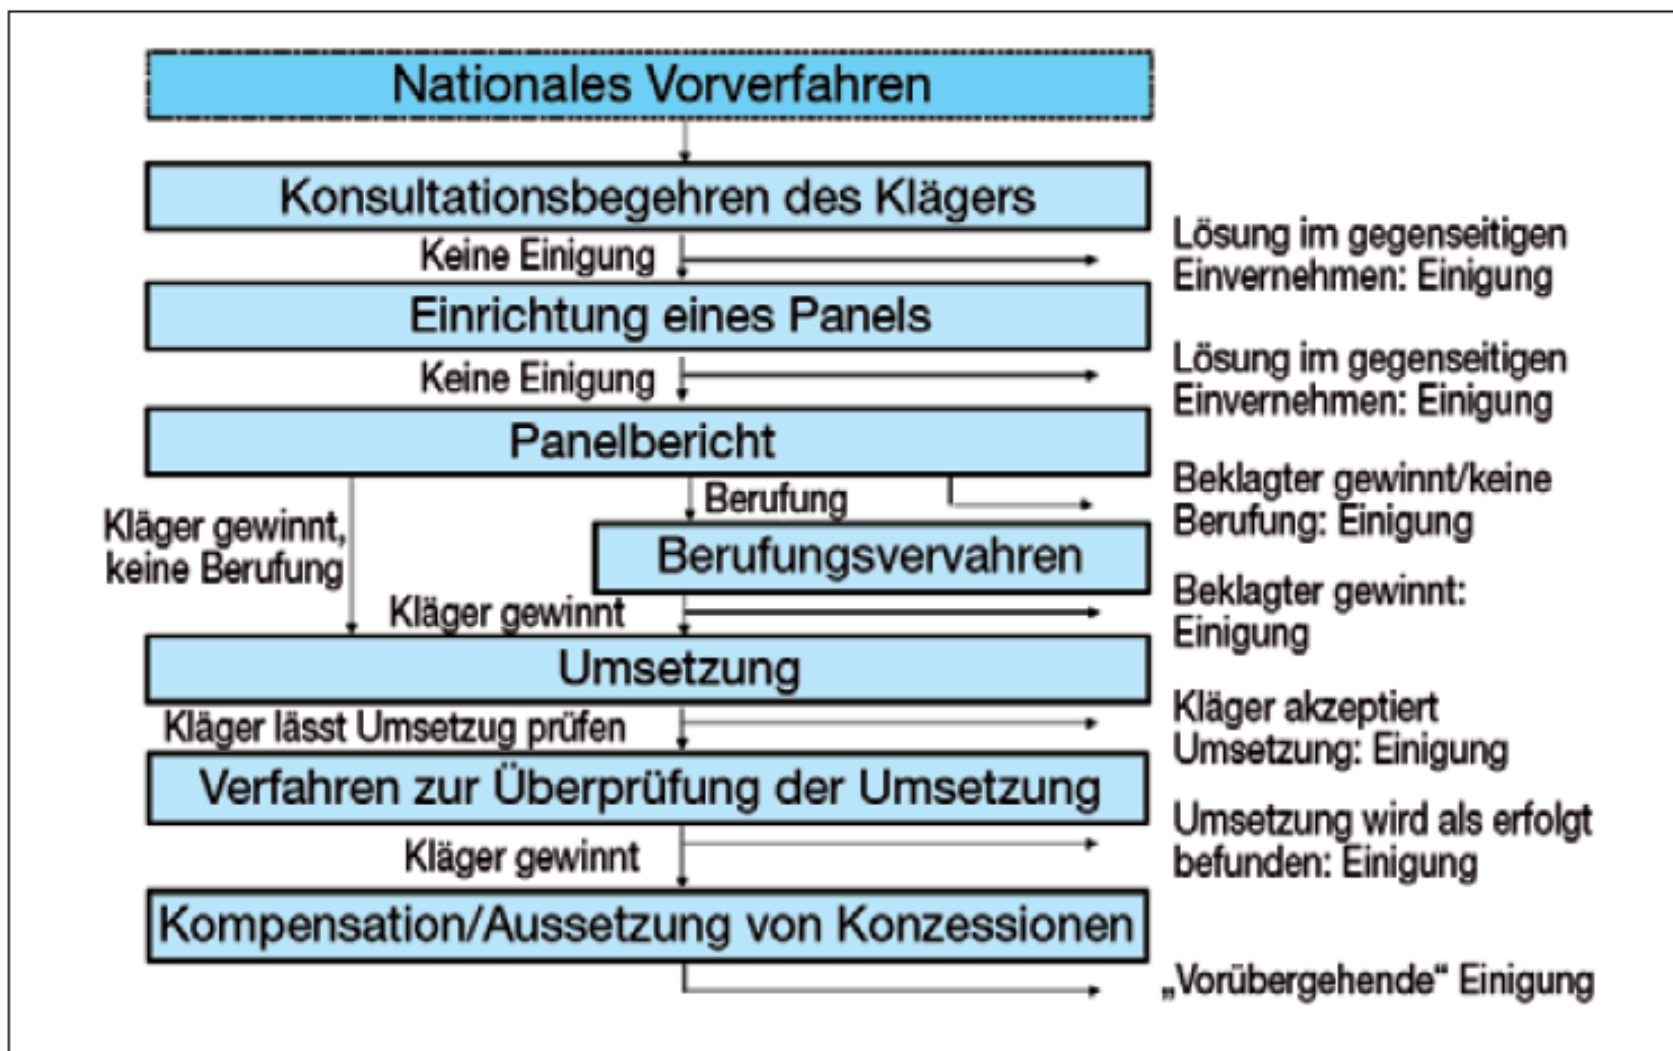 Nationales Vorverfahren
Konsultationsbegehren des Klägers
Keine Einigung
Lösung im gegenseitigen
Einvernehmen: Einigung
Einrichtung eines Panels
Keine Einigung
Lösung im gegenseitigen
Einvernehmen: Einigung
Panelbericht
Kläger gewinnt,
keine Berufung
Berufung
Beklagter gewinnt/keine
Berufung: Einigung
Berufungsvervahren
Kläger gewinnt
Beklagter gewinnt:
Einigung
Umsetzung
Kläger lässt Umsetzug prüfen
Kläger akzeptiert
Umsetzung: Einigung
Verfahren zur Überprüfung der Umsetzung
Kläger gewinnt
Umsetzung wird als erfolgt
befunden: Einigung
Kompensation/Aussetzung von Konzessionen
„Vorübergehende“ Einigung